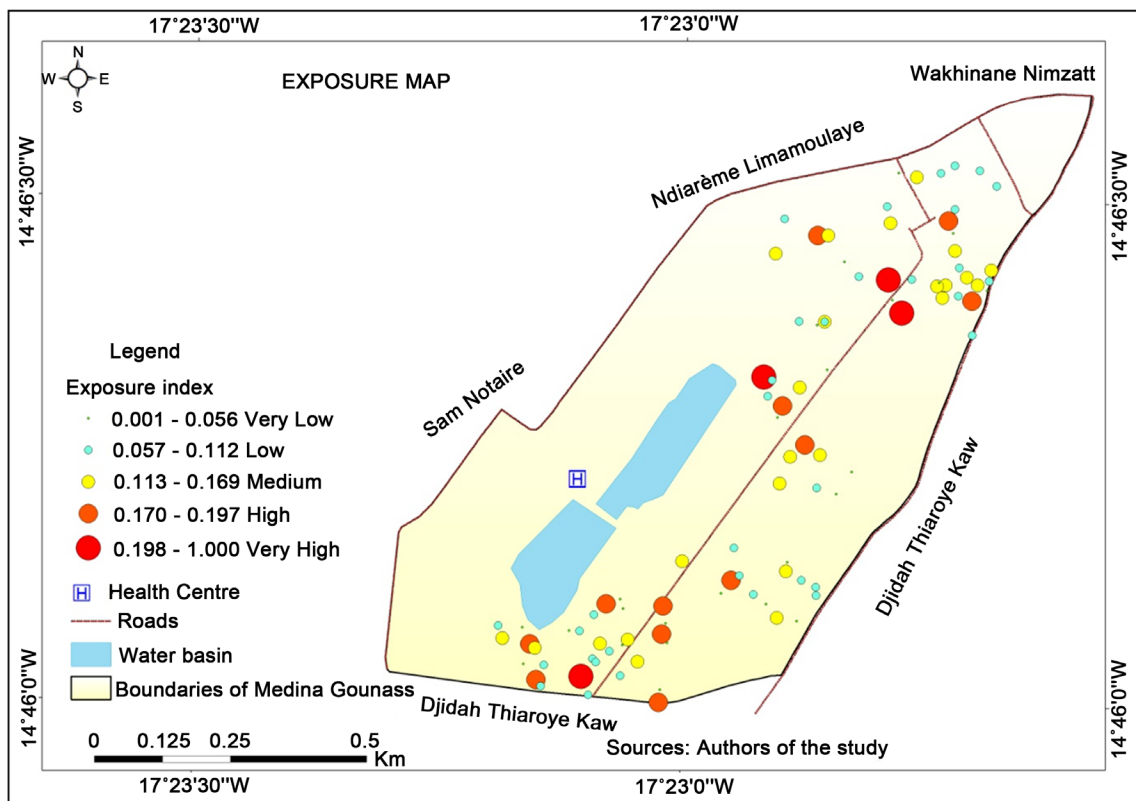 17°23'30"W
17°23'0"W
N
W E
S
EXPOSURE MAP
Wakhinane Nimzatt
Ndiarème Limamoulaye
14°46'30"W
14°46'30"W
Legend
Exposure index
0.001 - 0.056 Very Low
0.057 - 0.112 Low
0.113 - 0.169 Medium
0.170 - 0.197 High
0.198 - 1.000 Very High
H Health Centre
Roads
Water basin
Boundaries of Medina Gounass
Sam Notaire
H
Djidah Thiaroye Kaw
Djidah Thiaroye Kaw
14°46'0"W
14°46'0"W
0 0.125 0.25 0.5
Km
Sources: Authors of the study
17°23'30"W
17°23'0"W